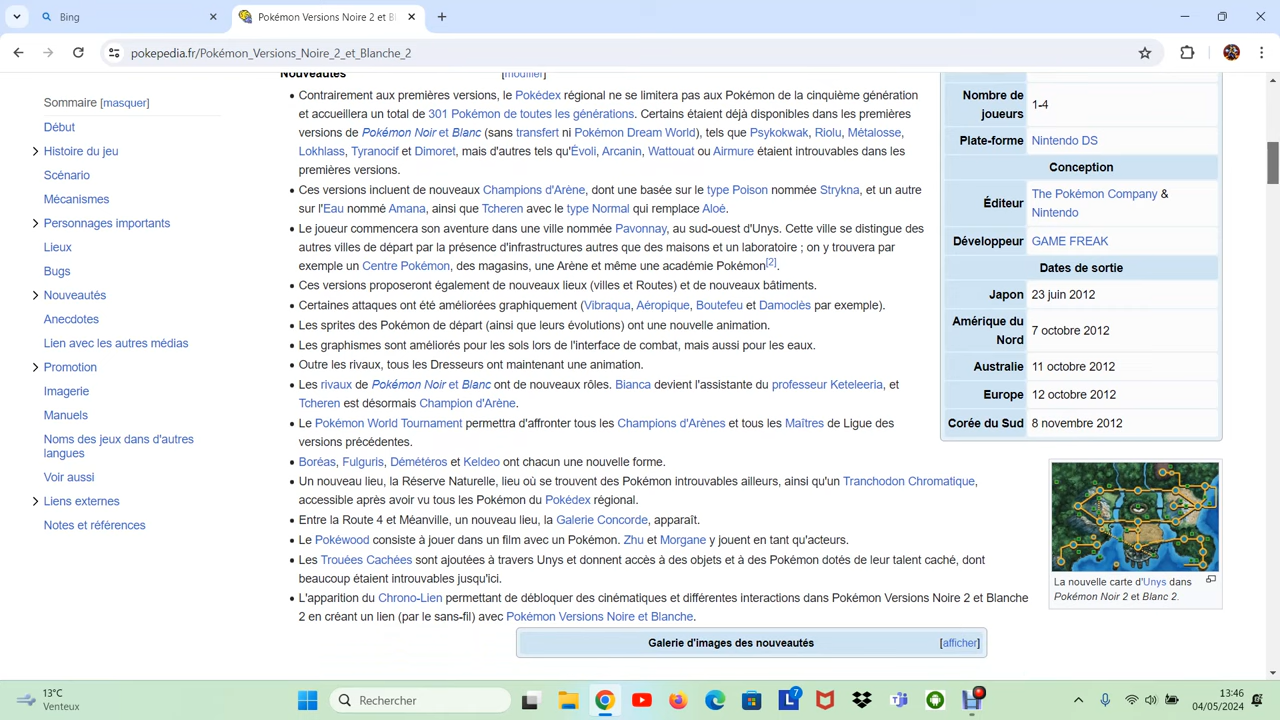 Bing
Pokémon Versions Noire 2 et Bl
pokepedia.fr/Pokémon_Versions_Noire_2_et_Blanche_2
Sommaire [masquer]
Début
Histoire du jeu
Scénario
Mécanismes
Personnages importants
Lieux
Bugs
Nouveautés
Anecdotes
Lien avec les autres médias
Promotion
Imagerie
Manuels
Noms des jeux dans d'autres
langues
Voir aussi
Liens externes
Notes et références
Nouveautés [modifier]
Contrairement aux premières versions, le Pokédex régional ne se limitera pas aux Pokémon de la cinquième génération
et accueillera un total de 301 Pokémon de toutes les générations. Certains étaient déjà disponibles dans les premières
versions de Pokémon Noir et Blanc (sans transfert ni Pokémon Dream World), tels que Psykokwak, Riolu, Métalosse,
Lokhlass, Tyranocif et Dimoret, mais d'autres tels qu'Évoli, Arcanin, Wattouat ou Airmure étaient introuvables dans les
premières versions.
Ces versions incluent de nouveaux Champions d'Arène, dont une basée sur le type Poison nommée Strykna, et un autre
sur l'Eau nommé Amana, ainsi que Tcheren avec le type Normal qui remplace Aloé.
Le joueur commencera son aventure dans une ville nommée Pavonnay, au sud-ouest d'Unys. Cette ville se distingue des
autres villes de départ par la présence d'infrastructures autres que des maisons et un laboratoire ; on y trouvera par
exemple un Centre Pokémon, des magasins, une Arène et même une académie Pokémon[2].
Ces versions proposeront également de nouveaux lieux (villes et Routes) et de nouveaux bâtiments.
Certaines attaques ont été améliorées graphiquement (Vibraqua, Aéropique, Boutefeu et Damoclès par exemple).
Les sprites des Pokémon de départ (ainsi que leurs évolutions) ont une nouvelle animation.
Les graphismes sont améliorés pour les sols lors de l'interface de combat, mais aussi pour les eaux.
Outre les rivaux, tous les Dresseurs ont maintenant une animation.
Les rivaux de Pokémon Noir et Blanc ont de nouveaux rôles. Bianca devient l'assistante du professeur Keteleeria, et
Tcheren est désormais Champion d'Arène.
Le Pokémon World Tournament permettra d'affronter tous les Champions d'Arènes et tous les Maîtres de Ligue des
versions précédentes.
Boréas, Fulguris, Démétéros et Keldeo ont chacun une nouvelle forme.
Un nouveau lieu, la Réserve Naturelle, lieu où se trouvent des Pokémon introuvables ailleurs, ainsi qu'un Tranchodon Chromatique,
accessible après avoir vu tous les Pokémon du Pokédex régional.
Entre la Route 4 et Méanville, un nouveau lieu, la Galerie Concorde, apparaît.
Le Pokéwood consiste à jouer dans un film avec un Pokémon. Zhu et Morgane y jouent en tant qu'acteurs.
Les Trouées Cachées sont ajoutées à travers Unys et donnent accès à des objets et à des Pokémon dotés de leur talent caché, dont
beaucoup étaient introuvables jusqu'ici.
L'apparition du Chrono-Lien permettant de débloquer des cinématiques et différentes interactions dans Pokémon Versions Noire 2 et Blanche
2 en créant un lien (par le sans-fil) avec Pokémon Versions Noire et Blanche.
Galerie d'images des nouveautés [afficher]
Nombre de
joueurs
1-4
Plate-forme Nintendo DS
Conception
Éditeur
The Pokémon Company &
Nintendo
Développeur GAME FREAK
Dates de sortie
Japon 23 juin 2012
Amérique du
Nord
7 octobre 2012
Australie 11 octobre 2012
Europe 12 octobre 2012
Corée du Sud 8 novembre 2012
La nouvelle carte d'Unys dans
Pokémon Noir 2 et Blanc 2.
13°C
Venteux
Rechercher
7
13:46
04/05/2024